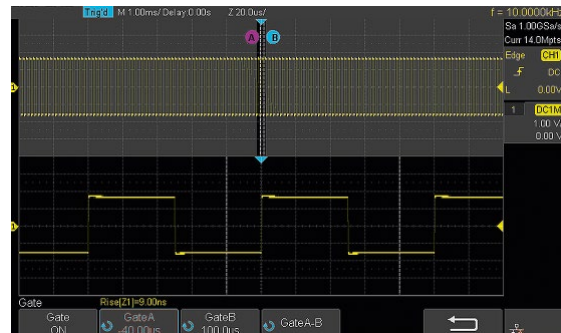 Trig'd M 1.00ms/ Delay:0.00s Z 20.0us/ f = 10.0000kHz
Sa 1.00GSa/s
Curr 14.0Mpts
Edge CH1
DC
L 0.00V
A B
1 DC1M
1.00 V/
0.00 V
Gate Rise[Z1]=9.00ns
Gate GateA GateB GateA-B
ON -40.00us 100.0us